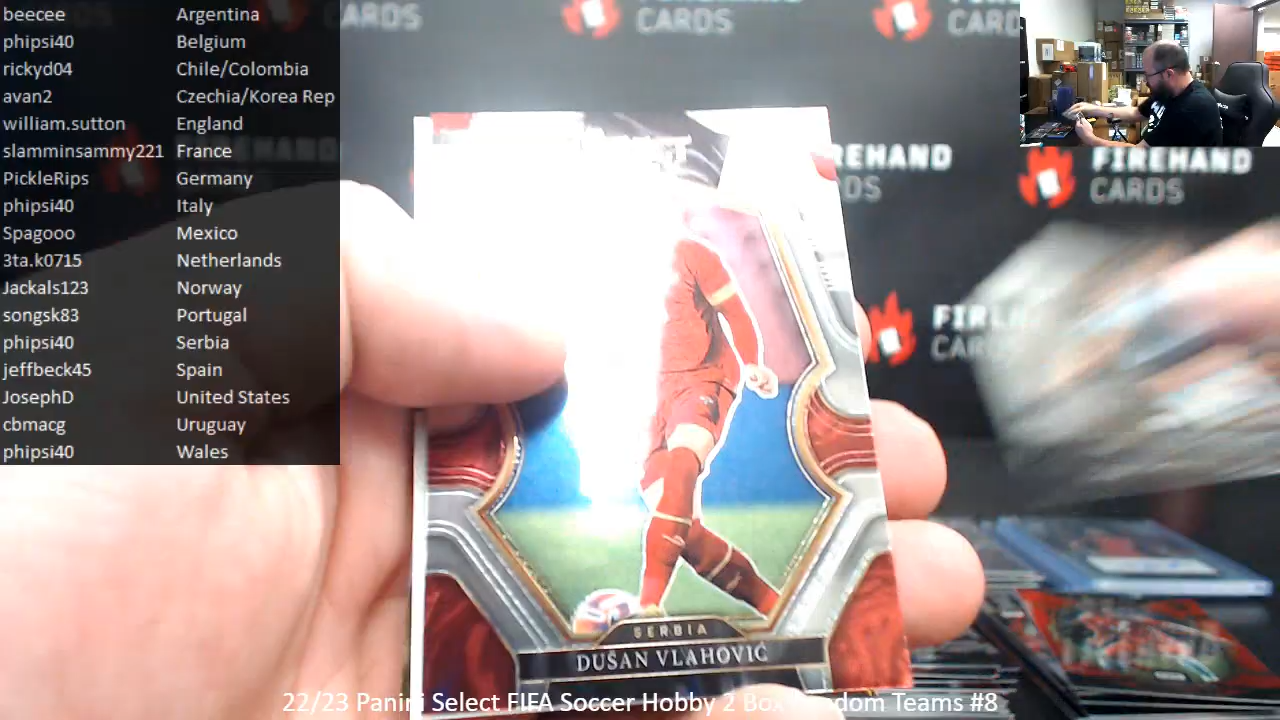 beecee Argentina
phipsi40 Belgium
rickyd04 Chile/Colombia
avan2 Czechia/Korea Rep
william.sutton England
slamminsammy221 France
PickleRips Germany
phipsi40 Italy
Spagooo Mexico
3ta.k0715 Netherlands
Jackals123 Norway
songsk83 Portugal
phipsi40 Serbia
jeffbeck45 Spain
JosephD United States
cbmacg Uruguay
phipsi40 Wales
CARDS
CARDS
FIREHAND
CARDS
SERBIA
DUŠAN VLAHOVIĆ
22/23 Panini Select FIFA Soccer Hobby 2 Box Random Teams #8